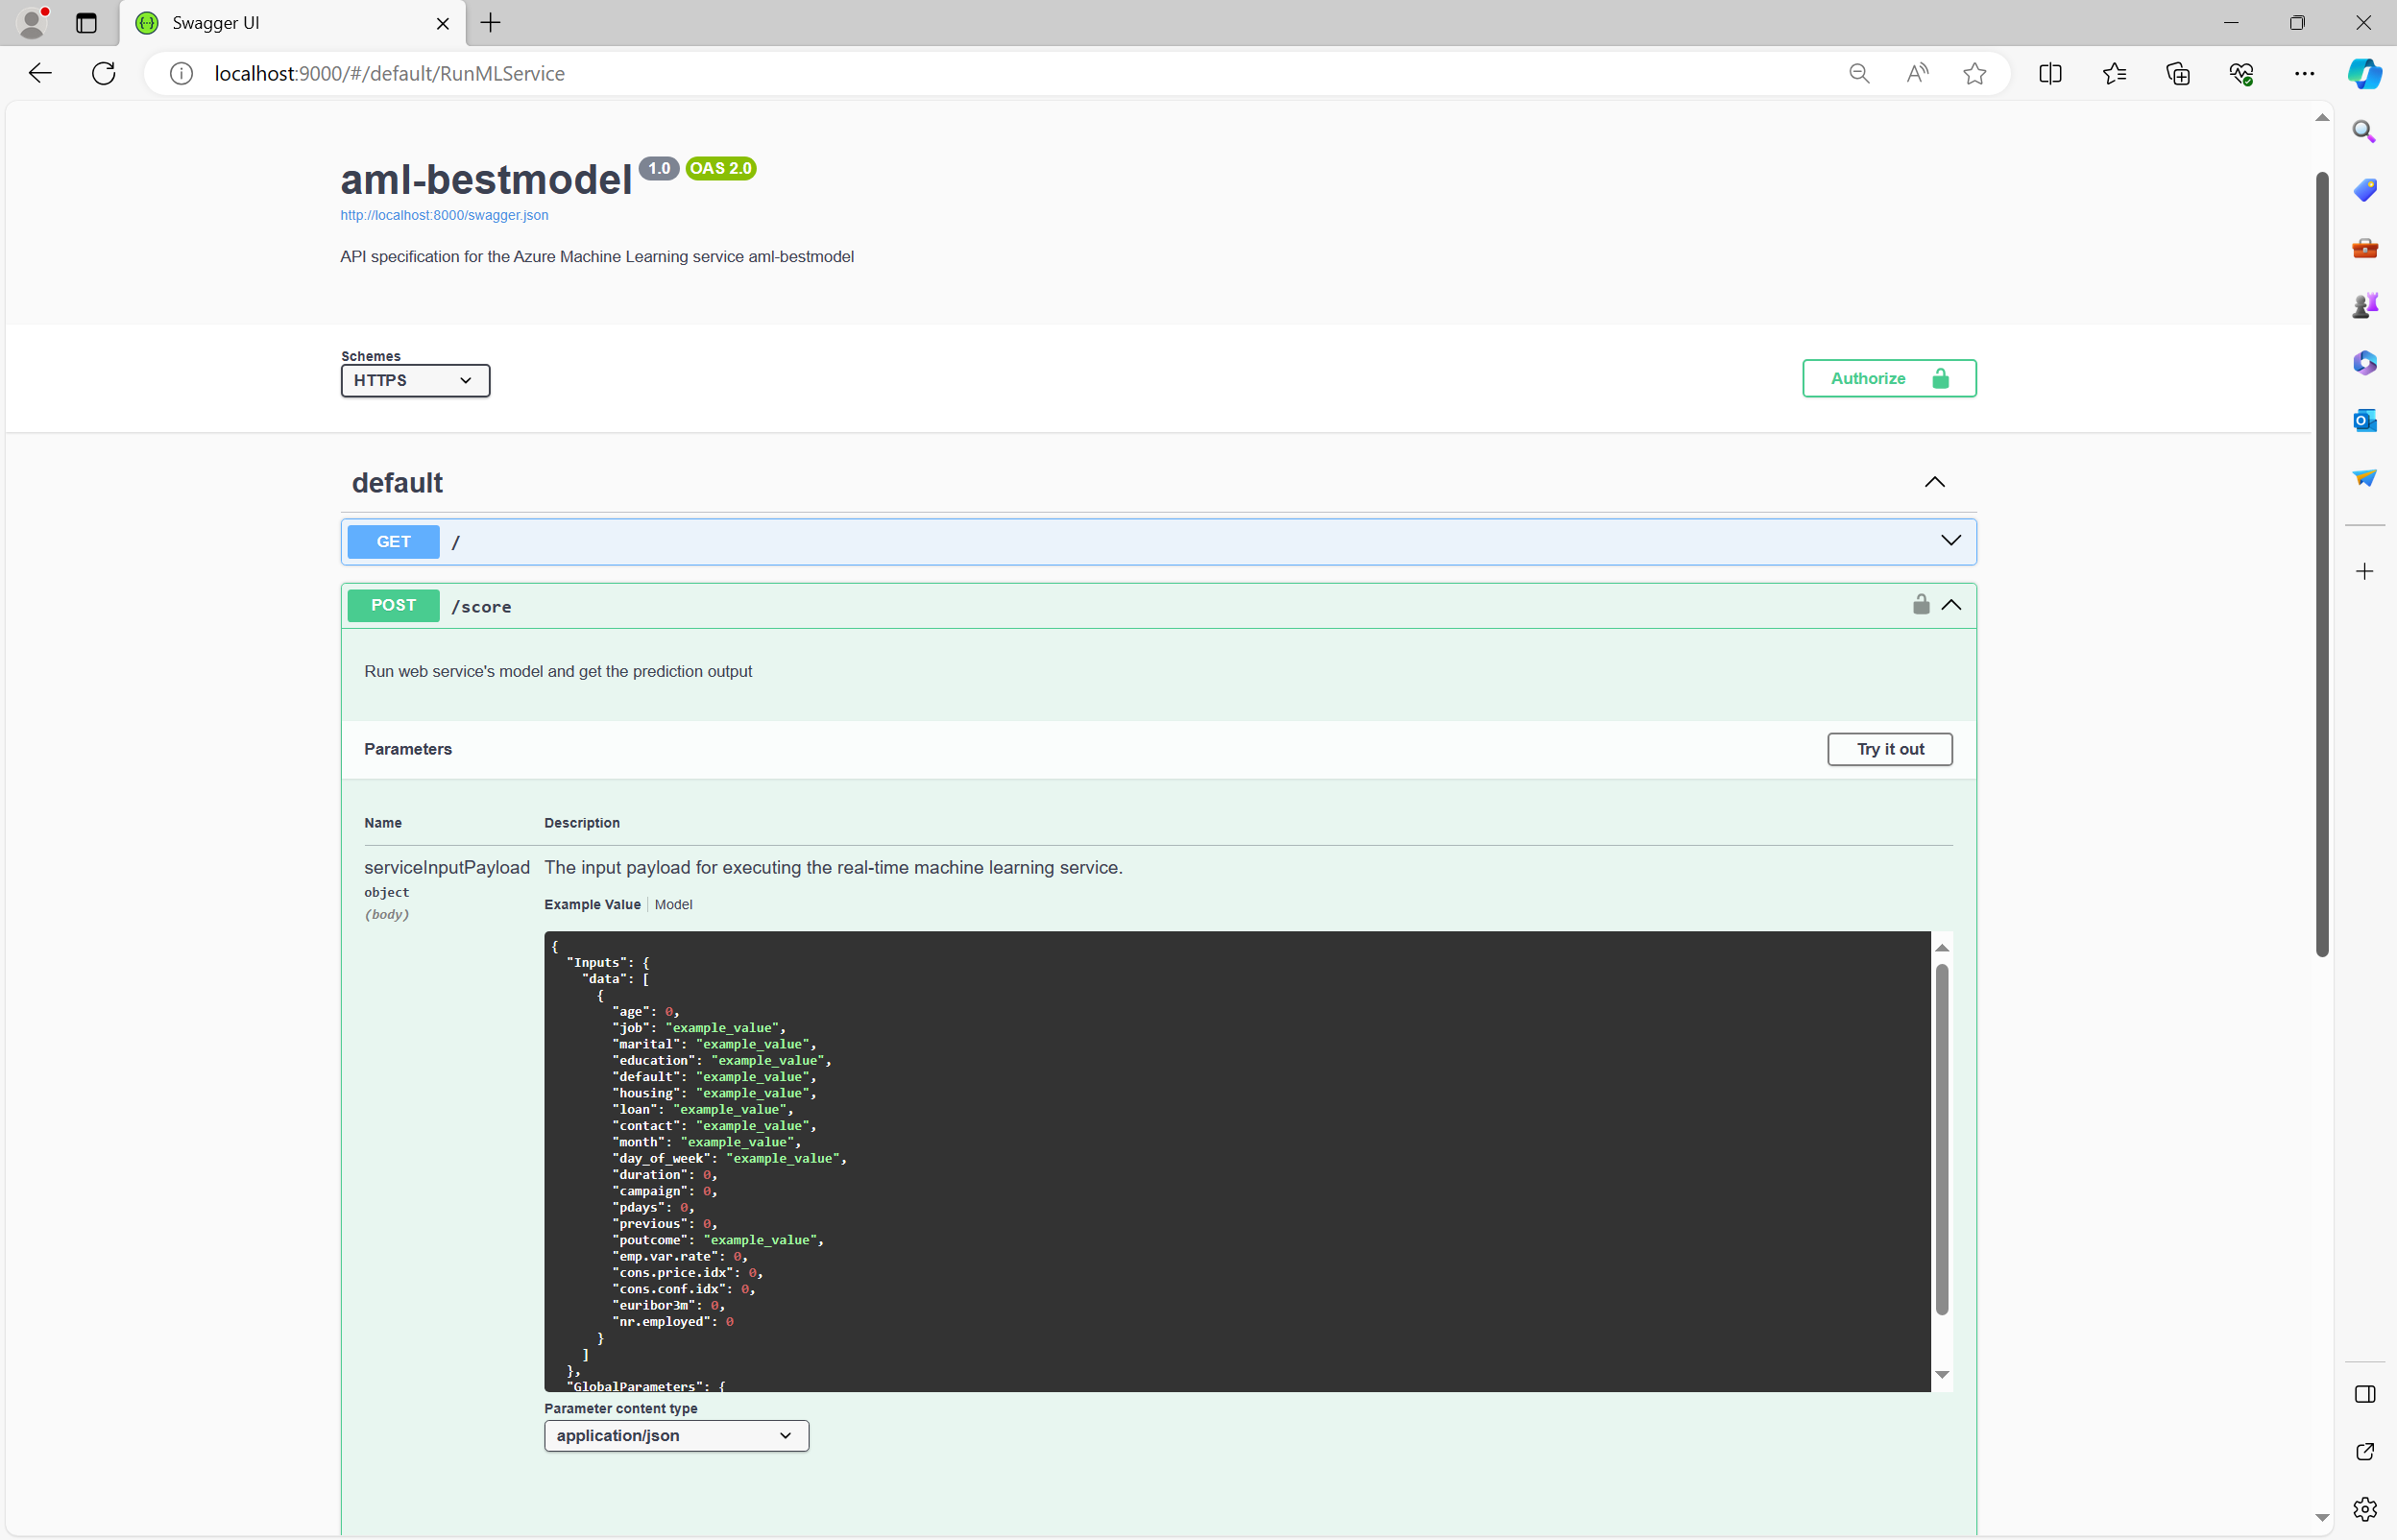 Swagger UI
localhost:9000/#/default/RunMLService
aml-bestmodel 1.0 OAS 2.0
http://localhost:8000/swagger.json
API specification for the Azure Machine Learning service aml-bestmodel
Schemes
HTTPS
Authorize
default
GET /
POST /score
Run web service's model and get the prediction output
Parameters
Try it out
Name Description
serviceInputPayload The input payload for executing the real-time machine learning service.
object
(body)
Example Value Model
{
"Inputs": {
"data": [
{
"age": 0,
"job": "example_value",
"marital": "example_value",
"education": "example_value",
"default": "example_value",
"housing": "example_value",
"loan": "example_value",
"contact": "example_value",
"month": "example_value",
"day_of_week": "example_value",
"duration": 0,
"campaign": 0,
"pdays": 0,
"previous": 0,
"poutcome": "example_value",
"emp.var.rate": 0,
"cons.price.idx": 0,
"cons.conf.idx": 0,
"euribor3m": 0,
"nr.employed": 0
}
]
},
"GlobalParameters": {
Parameter content type
application/json